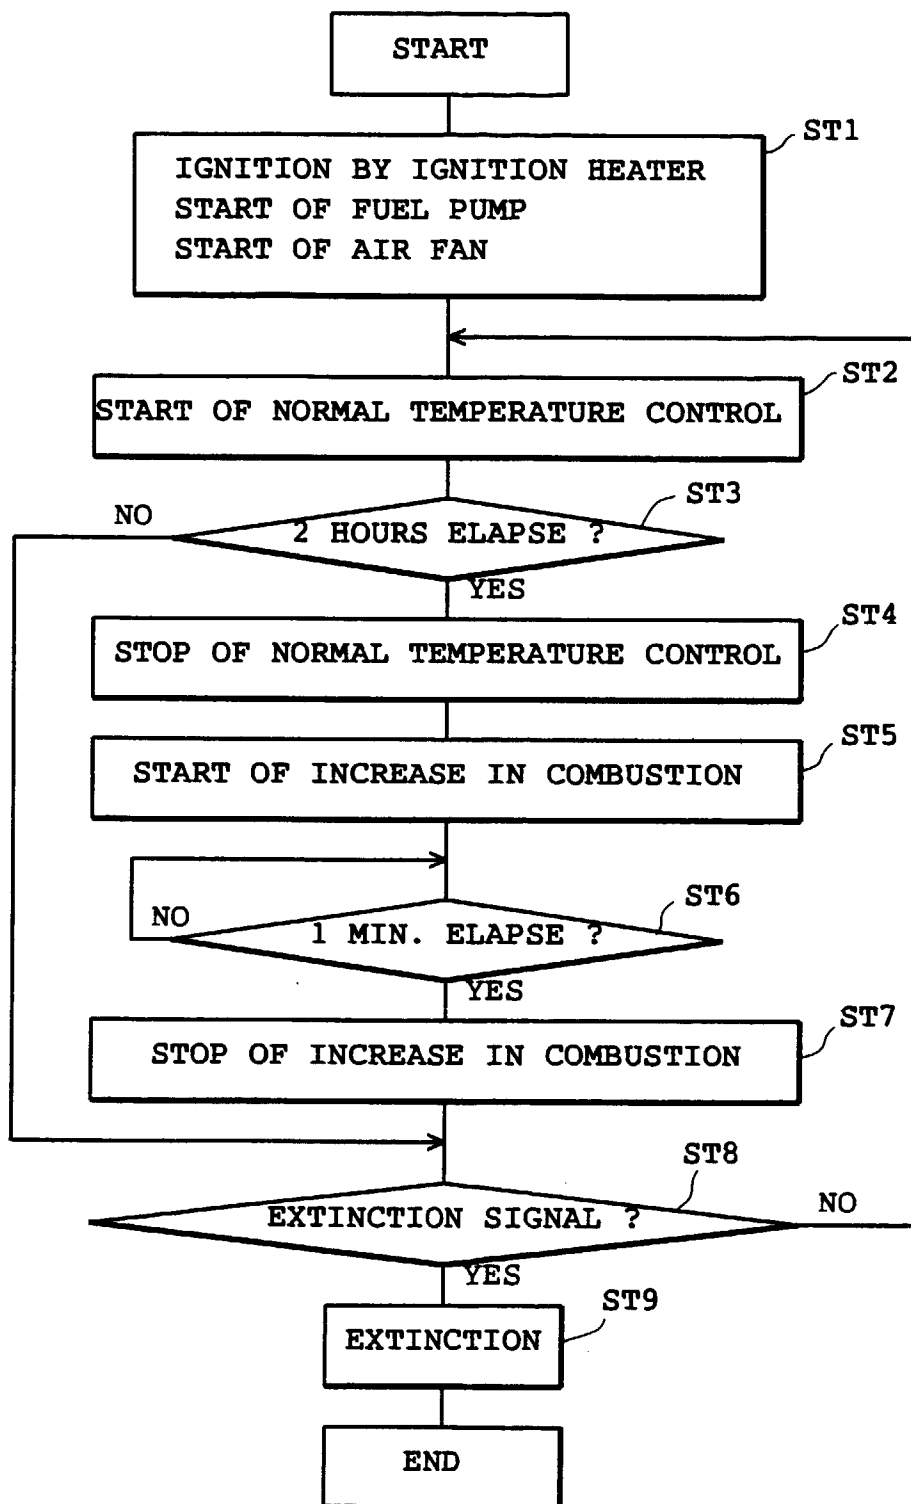 START
ST1
IGNITION BY IGNITION HEATER
START OF FUEL PUMP
START OF AIR FAN
ST2
START OF NORMAL TEMPERATURE CONTROL
ST3
NO
2 HOURS ELAPSE ?
YES
ST4
STOP OF NORMAL TEMPERATURE CONTROL
ST5
START OF INCREASE IN COMBUSTION
ST6
NO
1 MIN. ELAPSE ?
YES
ST7
STOP OF INCREASE IN COMBUSTION
ST8
NO
EXTINCTION SIGNAL ?
YES
ST9
EXTINCTION
END